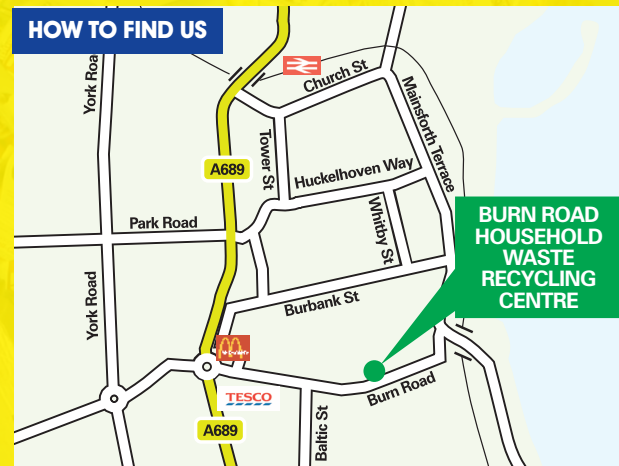 HOW TO FIND US
York Road
Church St
Mainsforth Terrace
Tower St
A689
Huckelhoven Way
Whitby St
Park Road
BURN ROAD
HOUSEHOLD
WASTE
RECYCLING
CENTRE
York Road
Burbank St
TESCO
Burn Road
Baltic St
A689